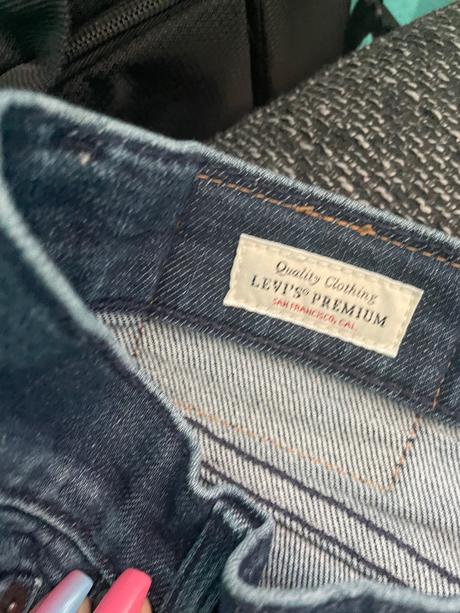 Quality Clothing
LEVI'S® PREMIUM
SAN FRANCISCO, CAL.